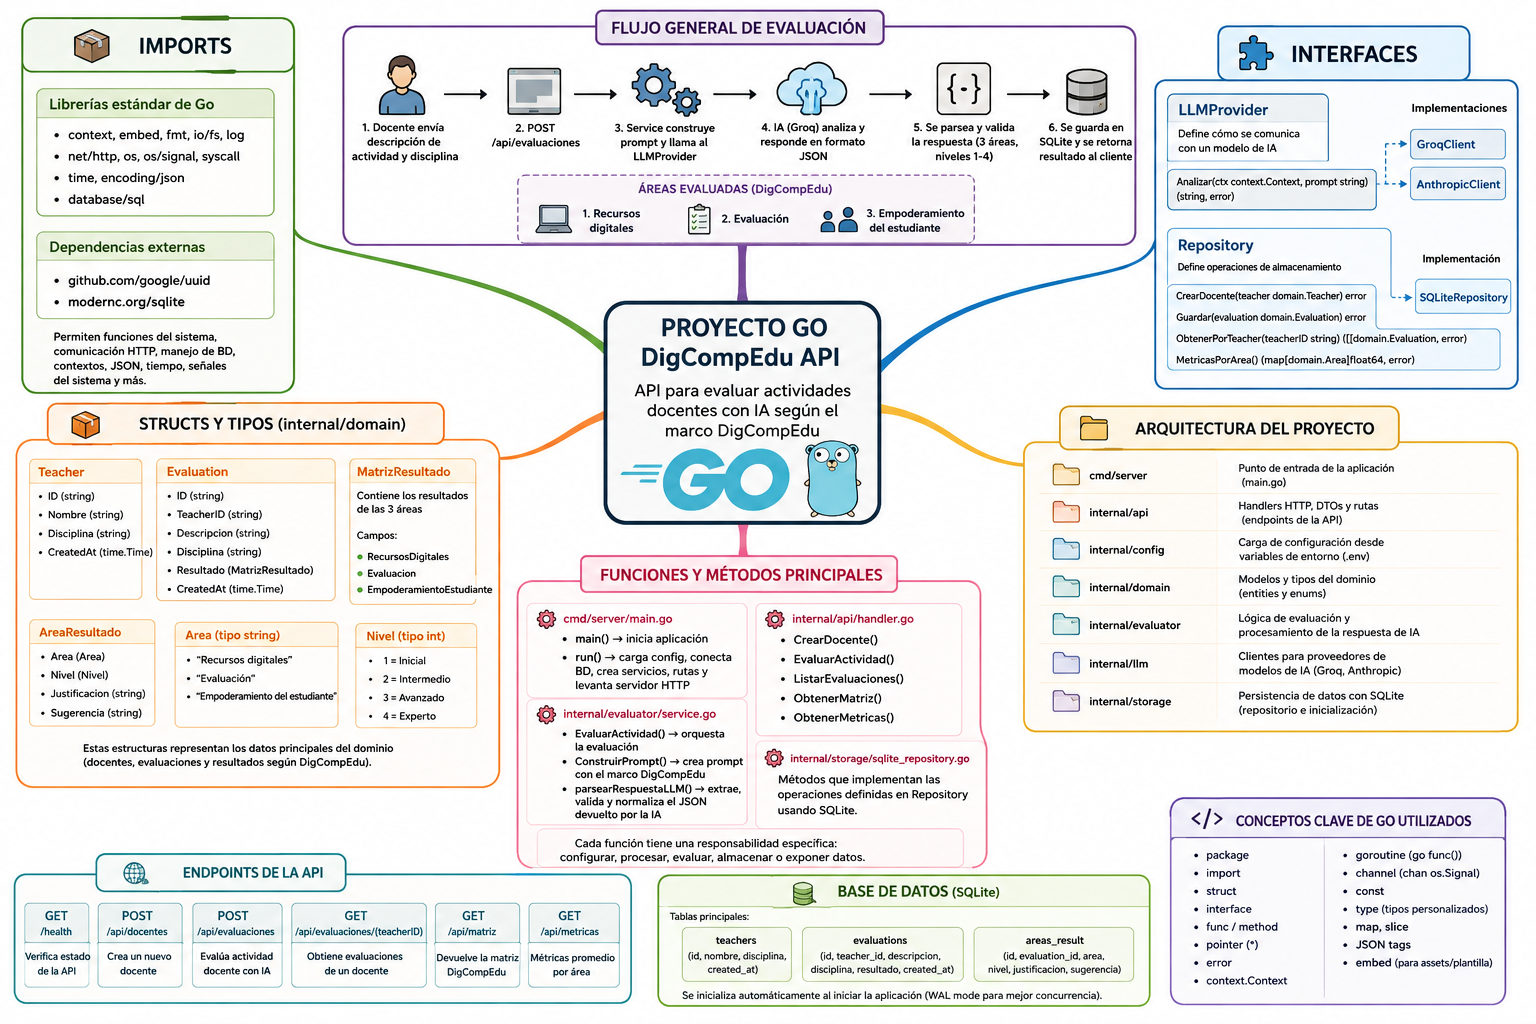 IMPORTS
Librerías estándar de Go
• context, embed, fmt, io/fs, log
• net/http, os, os/signal, syscall
• time, encoding/json
• database/sql
Dependencias externas
• github.com/google/uuid
• modernc.org/sqlite
Permiten funciones del sistema,
comunicación HTTP, manejo de BD,
contextos, JSON, tiempo, señales
del sistema y más.
FLUJO GENERAL DE EVALUACIÓN
1. Docente envía
descripción de
actividad y disciplina
2. POST
/api/evaluaciones
3. Service construye
prompt y llama al
LLMProvider
4. IA (Groq) analiza y
responde en formato
JSON
{·}
5. Se parsea y valida
la respuesta (3 áreas,
niveles 1-4)
6. Se guarda en
SQLite y se retorna
resultado al cliente
ÁREAS EVALUADAS (DigCompEdu)
1. Recursos
digitales
2. Evaluación
3. Empoderamiento
del estudiante
INTERFACES
LLMProvider
Define cómo se comunica
con un modelo de IA
Analizar(ctx context.Context, prompt string)
(string, error)
Implementaciones
GroqClient
AnthropicClient
Repository
Define operaciones de almacenamiento
CrearDocente(teacher domain.Teacher) error
Guardar(evaluation domain.Evaluation) error
ObtenerPorTeacher(teacherID string) ([[domain.Evaluation, error)
MetricasPorArea() (map[domain.Area]float64, error)
Implementación
SQLiteRepository
PROYECTO GO
DigCompEdu API
API para evaluar actividades
docentes con IA según el
marco DigCompEdu
GO
STRUCTS Y TIPOS (internal/domain)
Teacher
• ID (string)
• Nombre (string)
• Disciplina (string)
• CreatedAt (time.Time)
Evaluation
• ID (string)
• TeacherID (string)
• Descripcion (string)
• Disciplina (string)
• Resultado (MatrizResultado)
• CreatedAt (time.Time)
MatrizResultado
Contiene los resultados
de las 3 áreas
Campos:
• RecursosDigitales
• Evaluacion
• EmpoderamientoEstudiante
AreaResultado
• Area (Area)
• Nivel (Nivel)
• Justificacion (string)
• Sugerencia (string)
Area (tipo string)
• "Recursos digitales"
• "Evaluación"
• "Empoderamiento del estudiante"
Nivel (tipo int)
• 1 = Inicial
• 2 = Intermedio
• 3 = Avanzado
• 4 = Experto
Estas estructuras representan los datos principales del dominio
(docentes, evaluaciones y resultados según DigCompEdu).
ARQUITECTURA DEL PROYECTO
cmd/server
Punto de entrada de la aplicación
(main.go)
internal/api
Handlers HTTP, DTOs y rutas
(endpoints de la API)
internal/config
Carga de configuración desde
variables de entorno (.env)
internal/domain
Modelos y tipos del dominio
(entities y enums)
internal/evaluator
Lógica de evaluación y
procesamiento de la respuesta de IA
internal/llm
Clientes para proveedores de
modelos de IA (Groq, Anthropic)
internal/storage
Persistencia de datos con SQLite
(repositorio e inicialización)
FUNCIONES Y MÉTODOS PRINCIPALES
cmd/server/main.go
• main() → inicia aplicación
• run() → carga config, conecta
BD, crea servicios, rutas y
levanta servidor HTTP
internal/evaluator/service.go
• EvaluarActividad() → orquesta
la evaluación
• ConstruirPrompt() → crea prompt
con el marco DigCompEdu
• parsearRespuestaLLM() → extrae,
valida y normaliza el JSON
devuelto por la IA
internal/api/handler.go
• CrearDocente()
• EvaluarActividad()
• ListarEvaluaciones()
• ObtenerMatriz()
• ObtenerMetricas()
internal/storage/sqlite_repository.go
Métodos que implementan las
operaciones definidas en Repository
usando SQLite.
Cada función tiene una responsabilidad específica:
configurar, procesar, evaluar, almacenar o exponer datos.
ENDPOINTS DE LA API
GET
/health
Verifica estado
de la API
POST
/api/docentes
Crea un nuevo
docente
POST
/api/evaluaciones
Evalúa actividad
docente con IA
GET
/api/evaluaciones/{teacherID)
Obtiene evaluaciones
de un docente
GET
/api/matriz
Devuelve la matriz
DigCompEdu
GET
/api/metricas
Métricas promedio
por área
BASE DE DATOS (SQLite)
Tablas principales:
teachers
(id, nombre, disciplina,
created_at)
evaluations
(id, teacher_id, descripcion,
disciplina, resultado, created_at)
areas_result
(id, evaluation_id, area,
nivel, justificacion, sugerencia)
Se inicializa automáticamente al iniciar la aplicación (WAL mode para mejor concurrencia).
</> CONCEPTOS CLAVE DE GO UTILIZADOS
• package
• import
• struct
• interface
• func / method
• pointer (*)
• error
• context.Context
• goroutine (go func())
• channel (chan os.Signal)
• const
• type (tipos personalizados)
• map, slice
• JSON tags
• embed (para assets/plantilla)